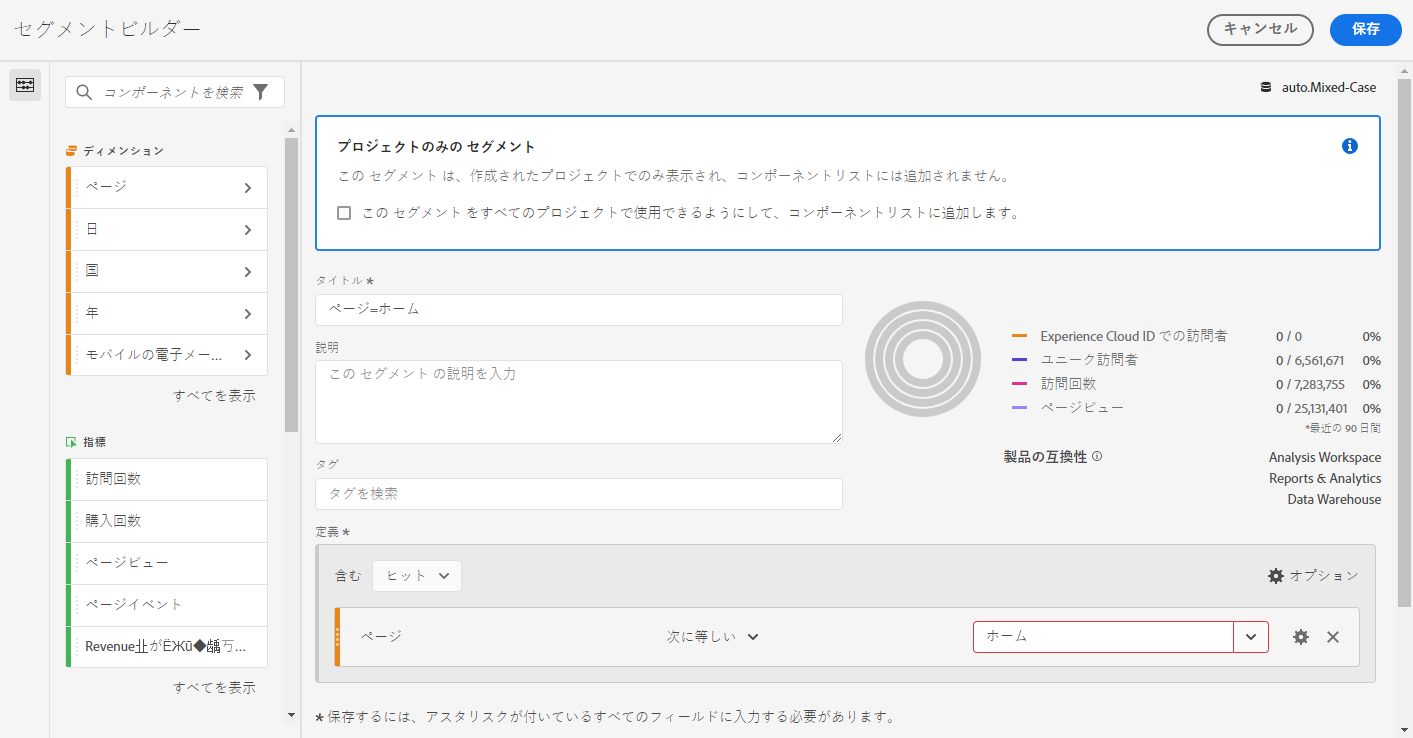 セグメントビルダー
キャンセル
保存
コンポーネントを検索
auto.Mixed-Case
ディメンション
ページ
日
国
年
モバイルの電子メー...
すべてを表示
指標
訪問回数
購入回数
ページビュー
ページイベント
すべてを表示
プロジェクトのみの セグメント
この セグメント は、作成されたプロジェクトでのみ表示され、コンポーネントリストには追加されません。
この セグメント をすべてのプロジェクトで使用できるようにして、コンポーネントリストに追加します。
タイトル *
ページ=ホーム
説明
この セグメント の説明を入力
タグ
タグを検索
Experience Cloud ID での訪問者 0 / 0 0%
ユニーク訪問者 0 / 6,561,671 0%
訪問回数 0 / 7,283,755 0%
ページビュー 0 / 25,131,401 0%
*最近の 90 日間
製品の互換性
Analysis Workspace
Reports & Analytics
Data Warehouse
定義 *
含む ヒット オプション
ページ 次に等しい ホーム
* 保存するには、アスタリスクが付いているすべてのフィールドに入力する必要があります。